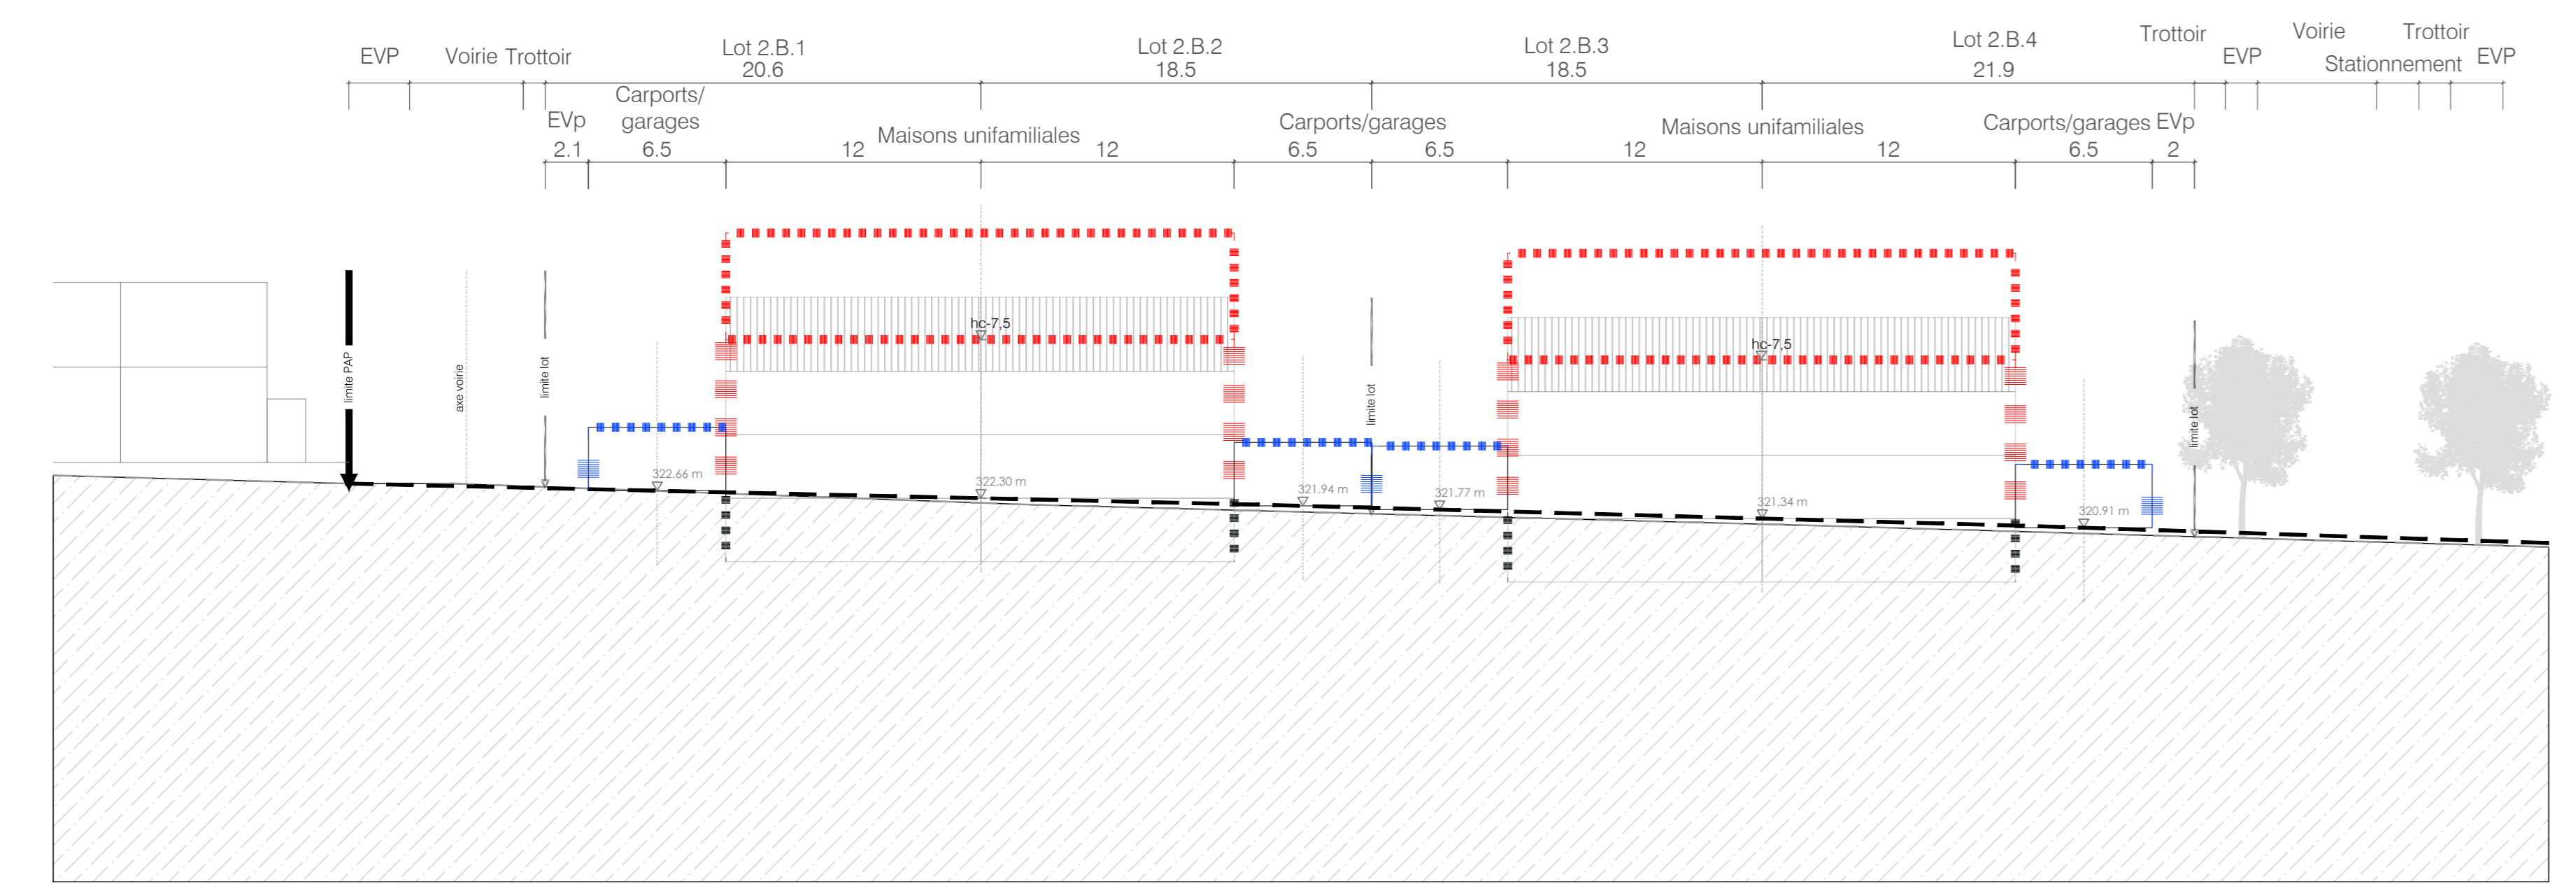 EVP
Voirie
Trottoir
Lot 2.B.1
20.6
Lot 2.B.2
18.5
Lot 2.B.3
18.5
Lot 2.B.4
21.9
Trottoir
EVP
Voirie
Stationnement
Trottoir
EVP
EVp
2.1
Carports/
garages
6.5
Maisons unifamiliales
12
12
Carports/garages
6.5
6.5
Maisons unifamiliales
12
12
Carports/garages
6.5
EVp
2
limite PAP
axe voirie
limite lot
322.66 m
hc-7,5
322.30 m
321.94 m
limite lot
321.77 m
hc-7,5
321.34 m
320.91 m
limite lot